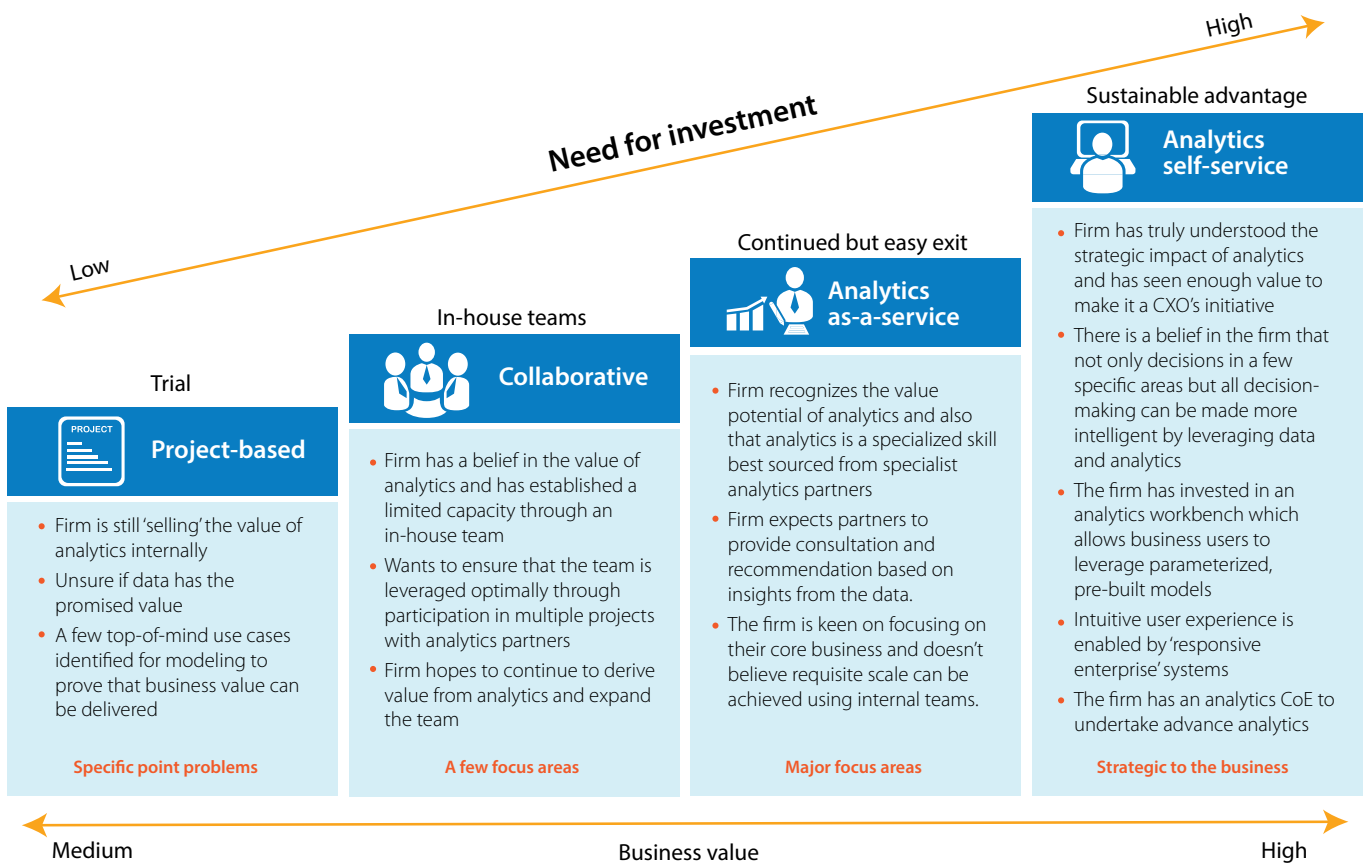 High
Need for investment
Low
Trial
PROJECT
Project-based
• Firm is still ‘selling’ the value of
analytics internally
• Unsure if data has the
promised value
• A few top-of-mind use cases
identified for modeling to
prove that business value can
be delivered
Specific point problems
In-house teams
Collaborative
• Firm has a belief in the value of
analytics and has established a
limited capacity through an
in-house team
• Wants to ensure that the team is
leveraged optimally through
participation in multiple projects
with analytics partners
• Firm hopes to continue to derive
value from analytics and expand
the team
A few focus areas
Continued but easy exit
Analytics
as-a-service
• Firm recognizes the value
potential of analytics and also
that analytics is a specialized skill
best sourced from specialist
analytics partners
• Firm expects partners to
provide consultation and
recommendation based on
insights from the data.
• The firm is keen on focusing on
their core business and doesn’t
believe requisite scale can be
achieved using internal teams.
Major focus areas
Sustainable advantage
Analytics
self-service
• Firm has truly understood the
strategic impact of analytics
and has seen enough value to
make it a CXO’s initiative
• There is a belief in the firm that
not only decisions in a few
specific areas but all decision-
making can be made more
intelligent by leveraging data
and analytics
• The firm has invested in an
analytics workbench which
allows business users to
leverage parameterized,
pre-built models
• Intuitive user experience is
enabled by ‘responsive
enterprise’ systems
• The firm has an analytics CoE to
undertake advance analytics
Strategic to the business
Medium
Business value
High